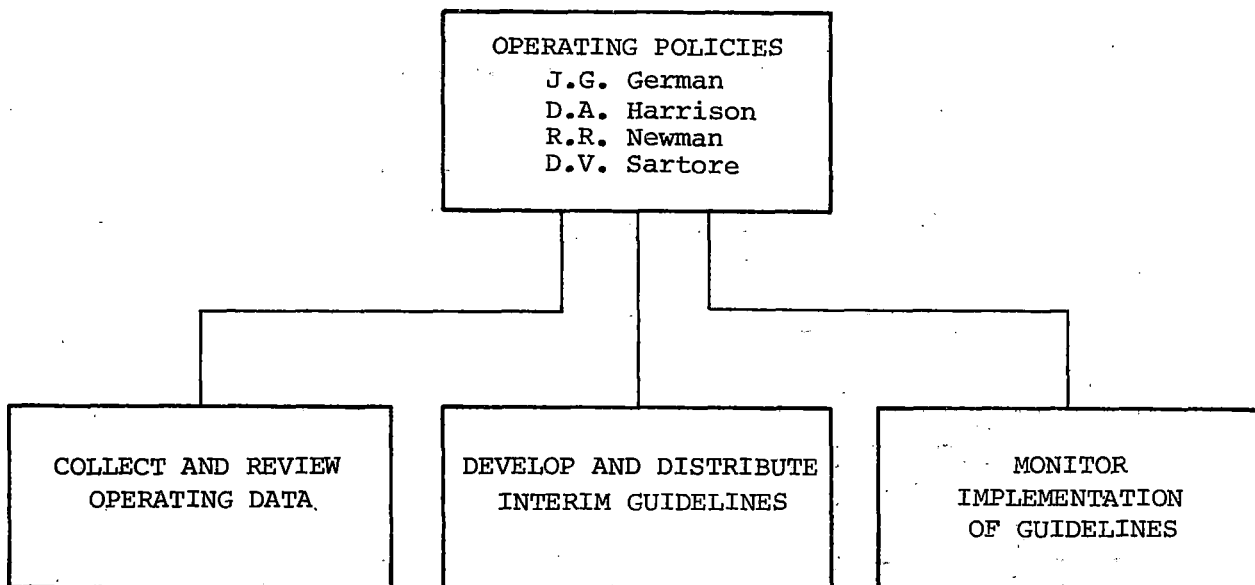 OPERATING POLICIES
J.G. German
D.A. Harrison
R.R. Newman
D.V. Sartore
COLLECT AND REVIEW
OPERATING DATA
DEVELOP AND DISTRIBUTE
INTERIM GUIDELINES
MONITOR
IMPLEMENTATION
OF GUIDELINES